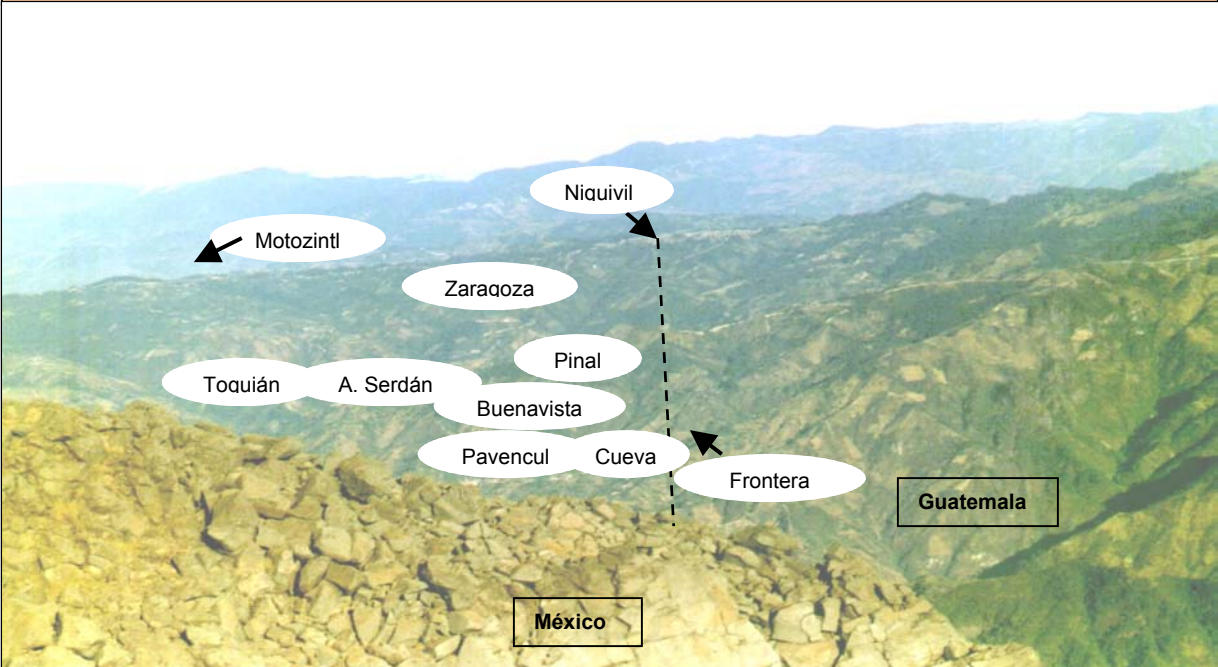 Niquivil
Motozintl
Zaragoza
Pinal
Toquián
A. Serdán
Buenavista
Pavencul
Cueva
Frontera
Guatemala
México